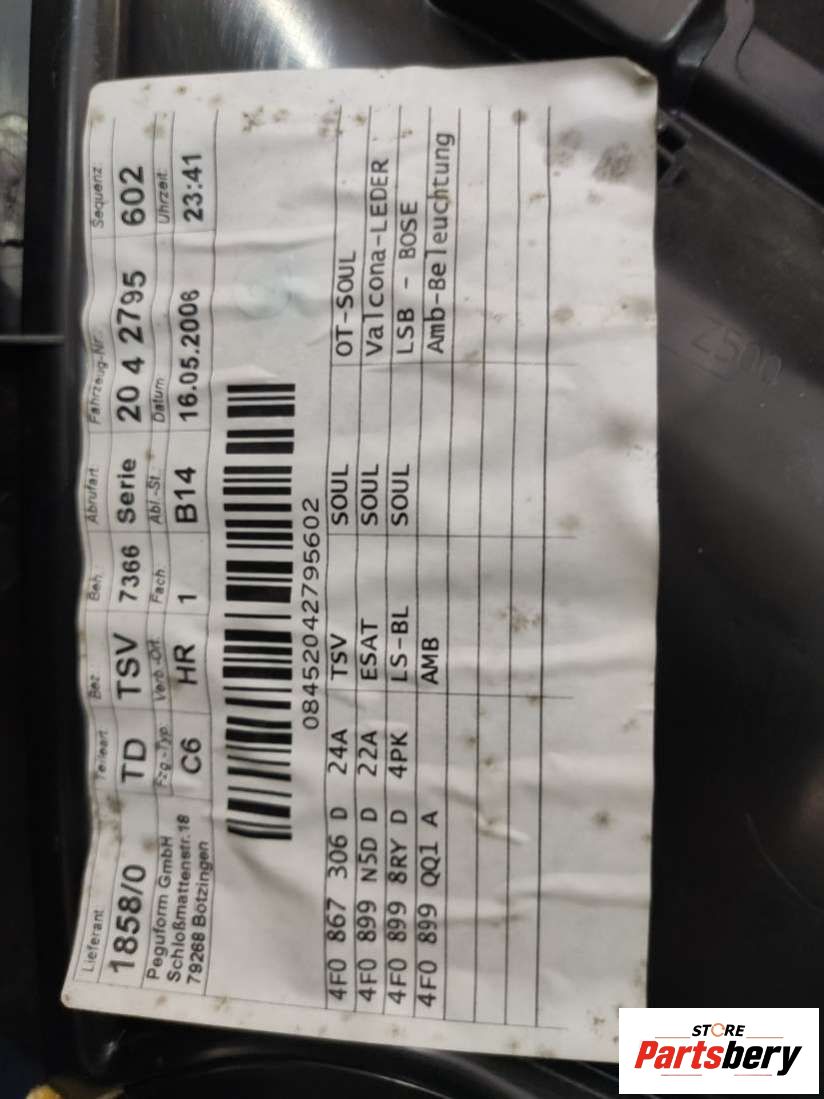 Lieferant Teileart Bez Beh Abrufart Fahrzeug-Nr. Sequenz
1858/0 TD TSV 7366 Serie 20 4 2795 602
Peguform GmbH
Schloßmattenstr.18
79268 Botzingen
Fzg.-Typ. Verb.-Ort. Fach Abl.-St. Datum Uhrzeit
C6 HR 1 B14 16.05.2006 23:41
08452042795602
4F0 867 306 D 24A TSV SOUL OT-SOUL
4F0 899 N5D D 22A ESAT SOUL Valcona-LEDER
4F0 899 8RY D 4PK LS-BL SOUL LSB - BOSE
4F0 899 QQ1 A AMB Amb-Beleuchtung
Z500
STORE
Partsbery